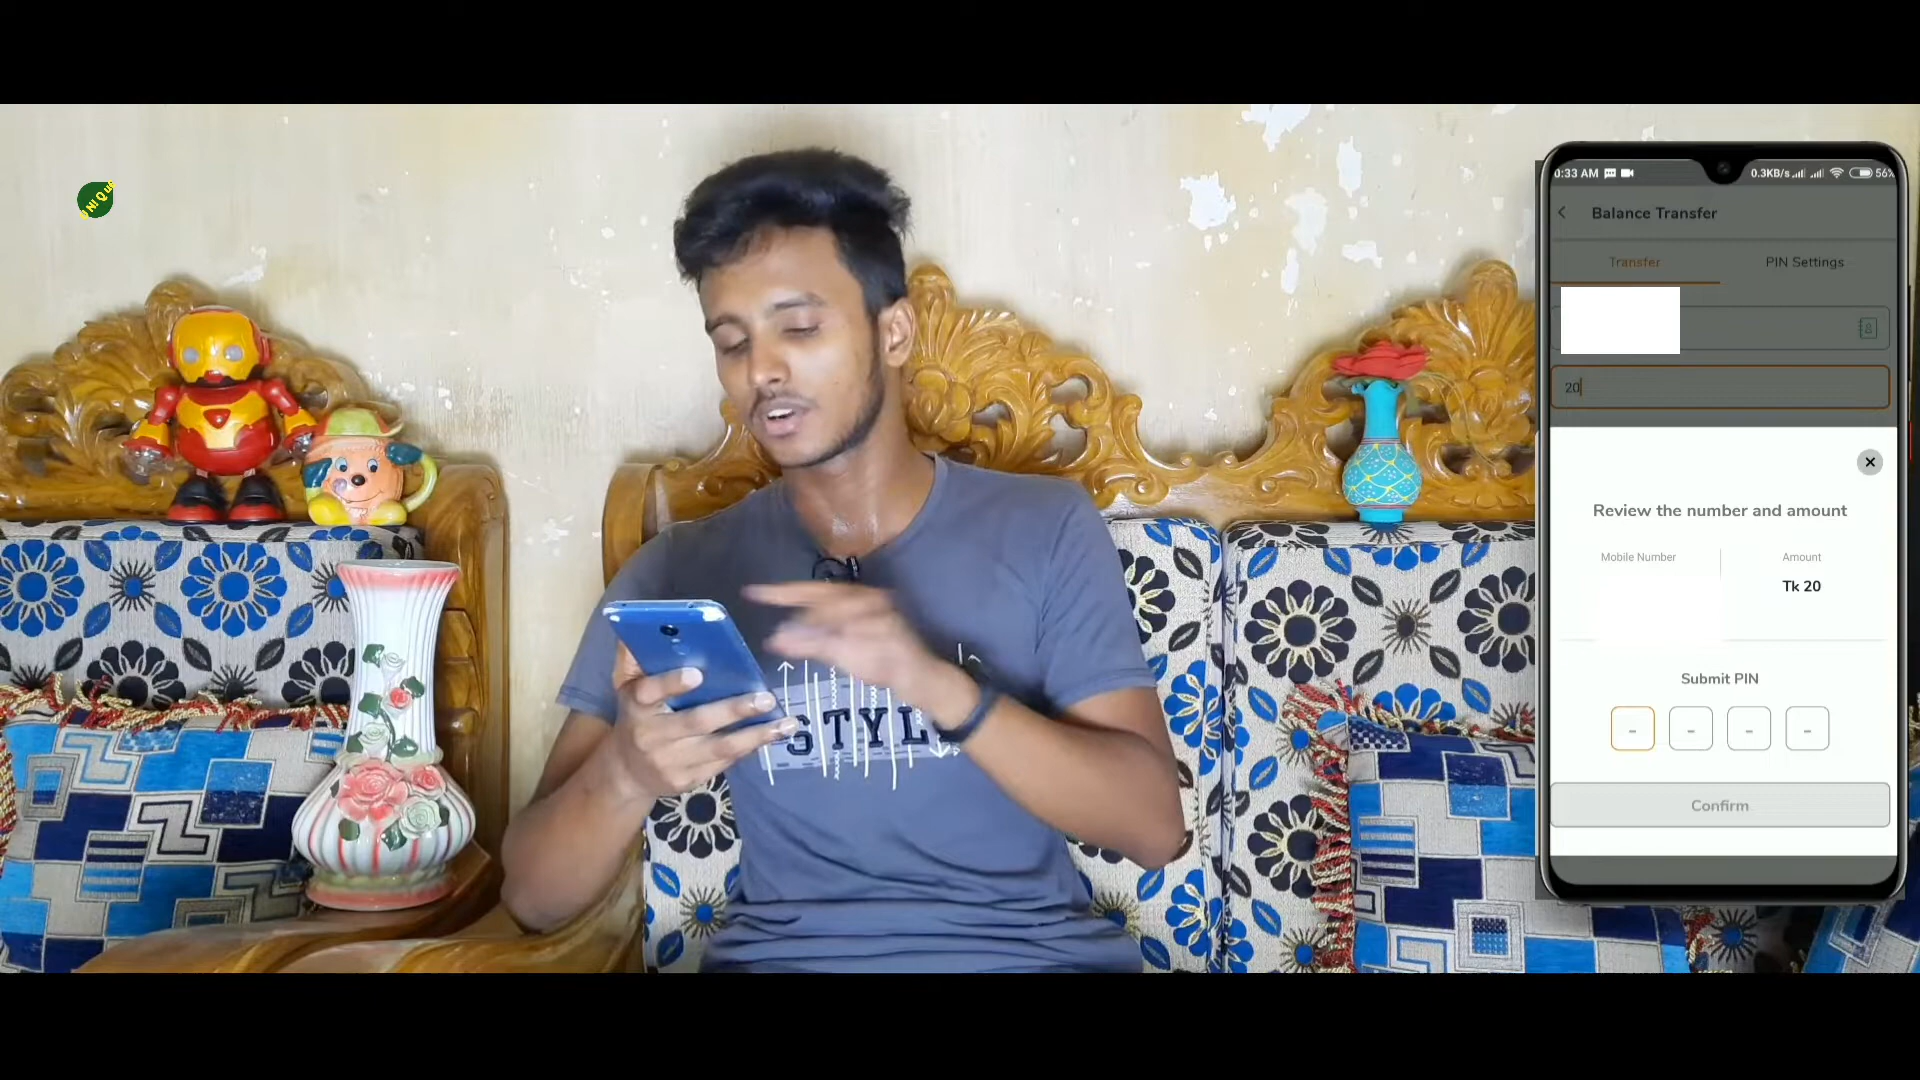 UNIQue
0:33 AM
0.3KB/s
56%
Balance Transfer
Transfer
PIN Settings
20
Review the number and amount
Mobile Number
Amount
Tk 20
Submit PIN
Confirm
STYL